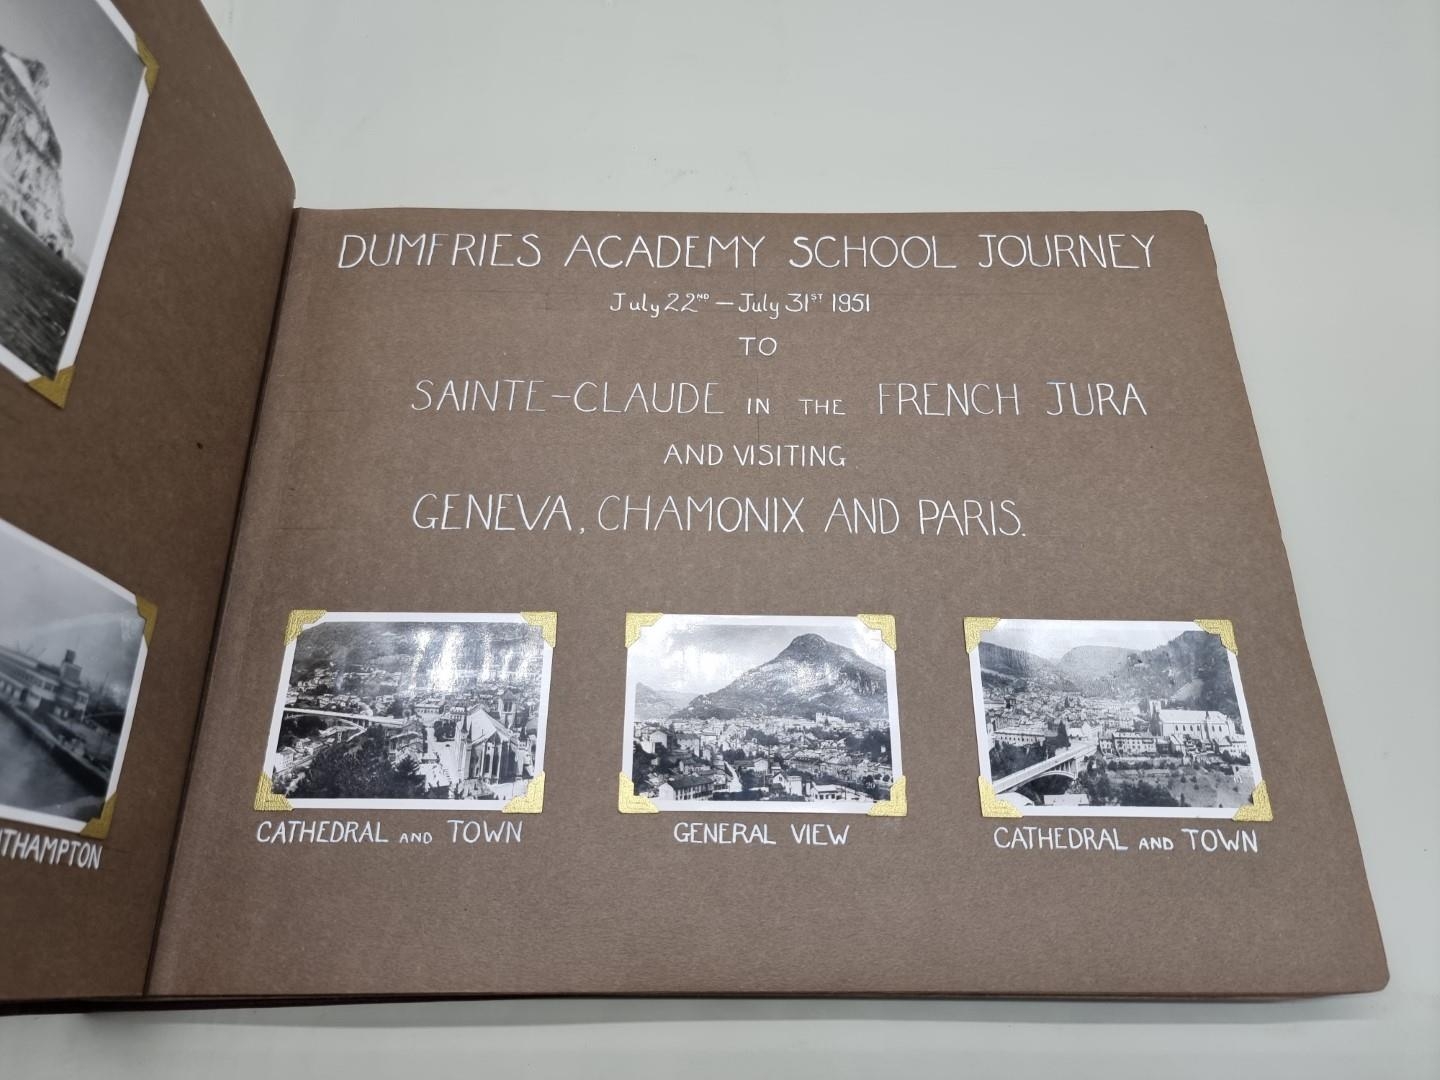 DUMFRIES ACADEMY SCHOOL JOURNEY
July 22ND – July 31ST 1951
TO
SAINTE-CLAUDE IN THE FRENCH JURA
AND VISITING
GENEVA, CHAMONIX AND PARIS.
CATHEDRAL AND TOWN
GENERAL VIEW
CATHEDRAL AND TOWN
THAMPTON